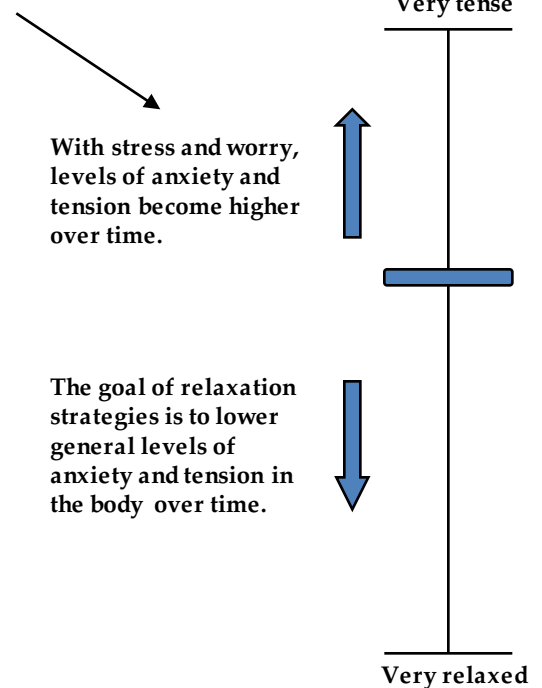 Very tense
With stress and worry,
levels of anxiety and
tension become higher
over time.
The goal of relaxation
strategies is to lower
general levels of
anxiety and tension in
the body over time.
Very relaxed